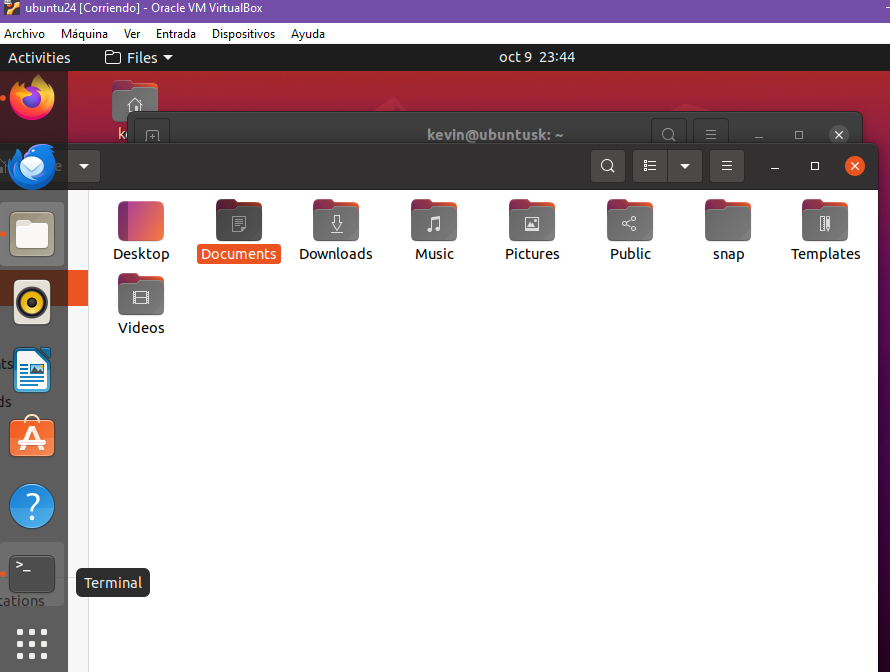 ubuntu24 [Corriendo] - Oracle VM VirtualBox
Archivo Máquina Ver Entrada Dispositivos Ayuda
Activities Files oct 9 23:44
kevin@ubuntusk: ~
Desktop Documents Downloads Music Pictures Public snap Templates
Videos
>_
Terminal